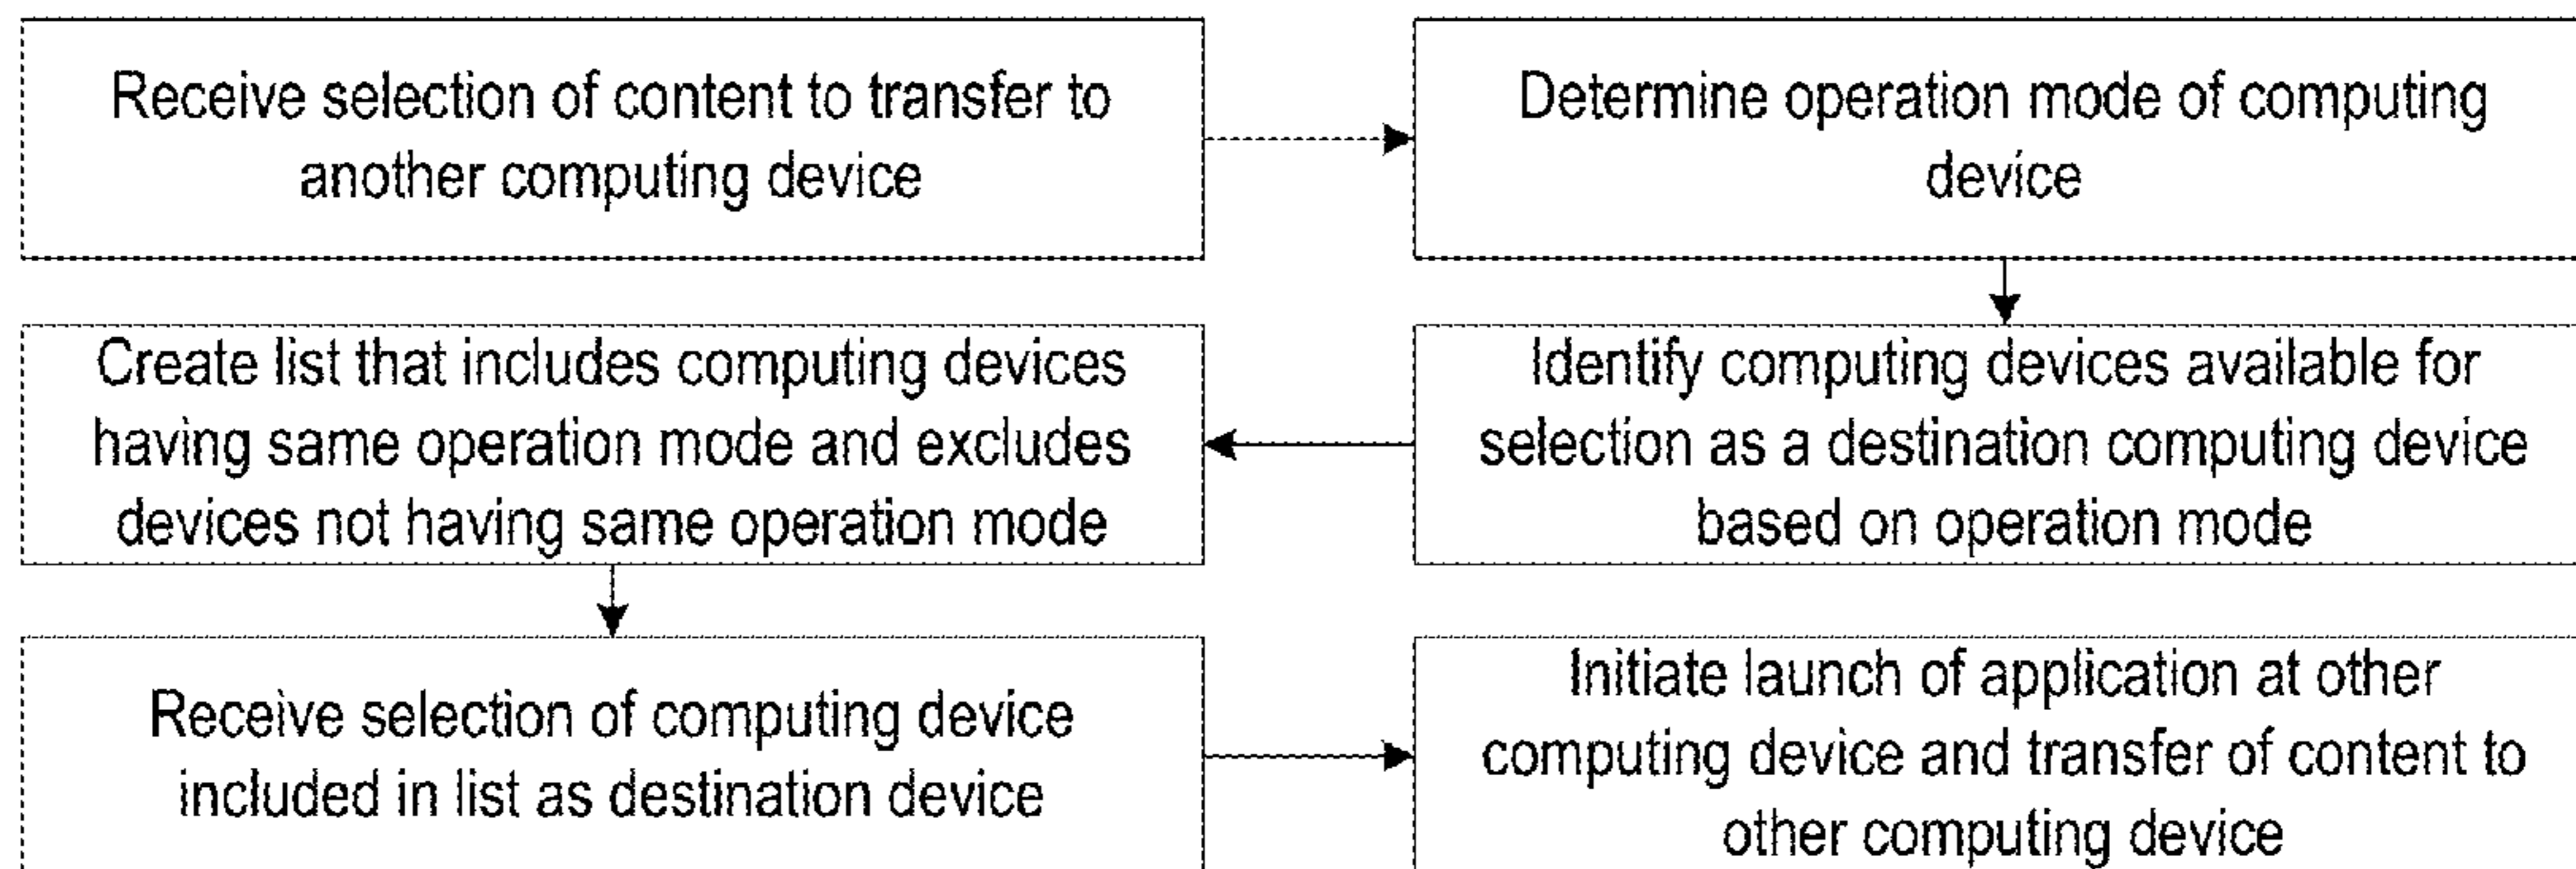 Receive selection of content to transfer to
another computing device
Determine operation mode of computing
device
Identify computing devices available for
selection as a destination computing device
based on operation mode
Create list that includes computing devices
having same operation mode and excludes
devices not having same operation mode
Receive selection of computing device
included in list as destination device
Initiate launch of application at other
computing device and transfer of content to
other computing device